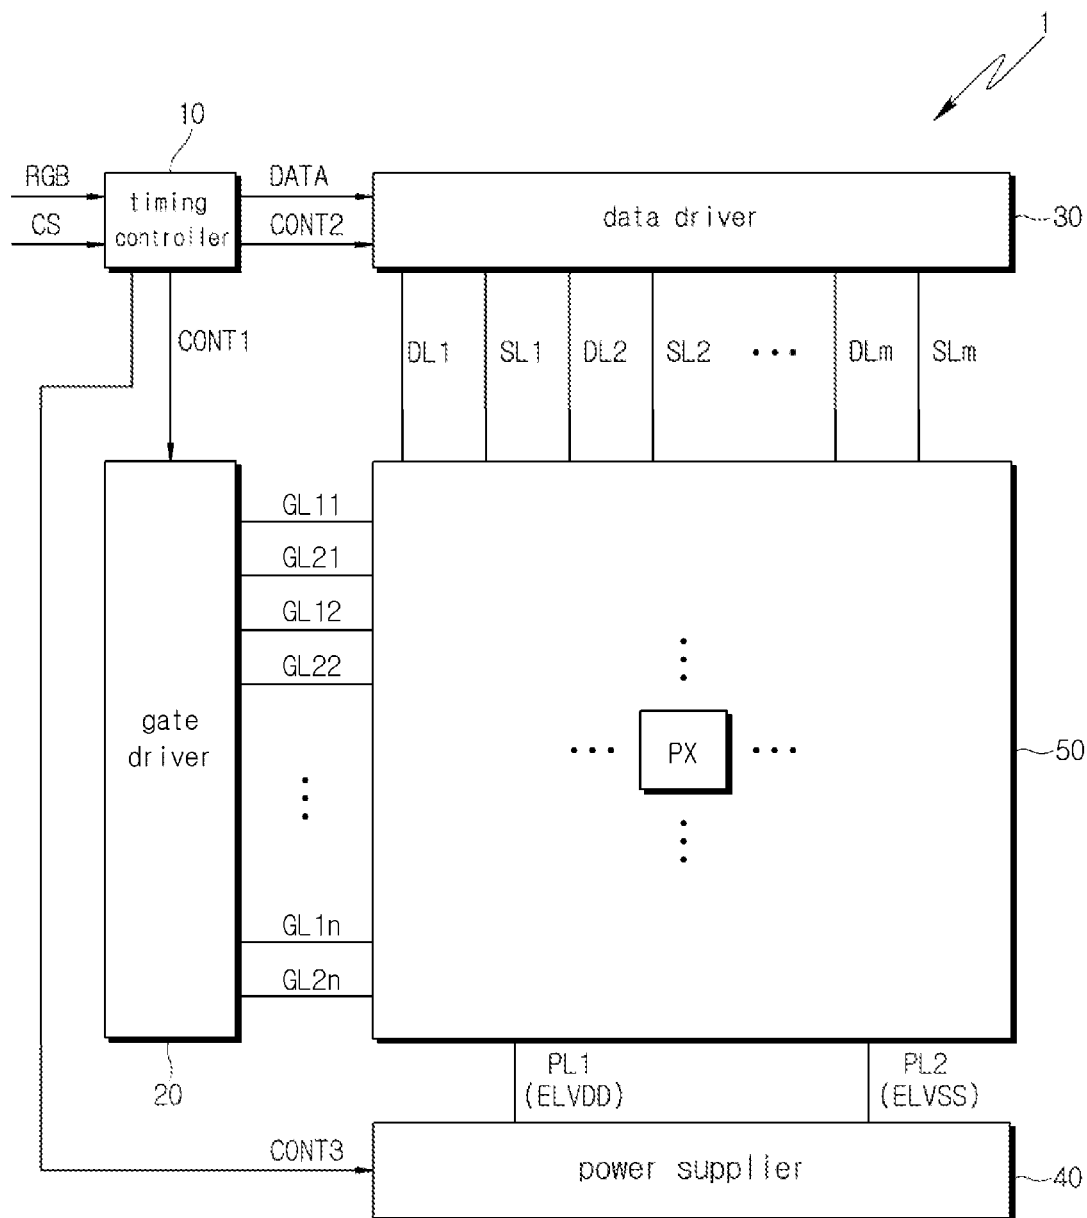 1
10
RGB
CS
timing
controller
DATA
CONT2
data driver
30
CONT1
DL1
SL1
DL2
SL2
DLm
SLm
GL11
GL21
GL12
GL22
gate
driver
PX
50
GL1n
GL2n
20
PL1
(ELVDD)
PL2
(ELVSS)
CONT3
power supplier
40